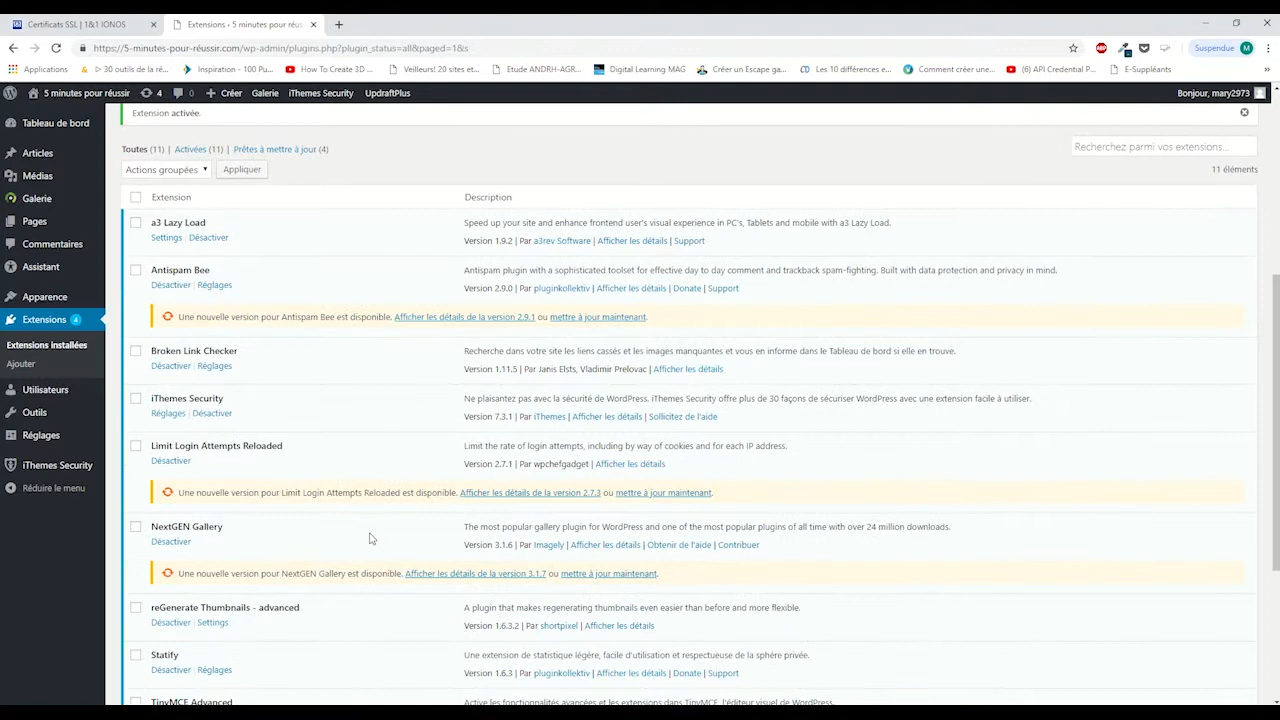 Certificats SSL | 1&1 IONOS
Extensions ‹ 5 minutes pour réus
https://5-minutes-pour-réussir.com/wp-admin/plugins.php?plugin_status=all&paged=1&s
Suspendue M
Applications
30 outils de la ré...
Inspiration - 100 Pu...
How To Create 3D ...
Veilleurs! 20 sites et...
Etude ANDRH-AGR...
Digital Learning MAG
Créer un Escape ga...
Les 10 différences e...
Comment créer une...
(6) API Credential P...
E-Suppléants
5 minutes pour réussir 4 0 Créer Galerie iThemes Security UpdraftPlus
Bonjour, mary2973
Tableau de bord
Articles
Médias
Galerie
Pages
Commentaires
Assistant
Apparence
Extensions 4
Extensions installées
Ajouter
Utilisateurs
Outils
Réglages
iThemes Security
Réduire le menu
Extension activée.
Toutes (11) | Activées (11) | Prêtes à mettre à jour (4)
Recherchez parmi vos extensions...
Actions groupées Appliquer
11 éléments
Extension Description
a3 Lazy Load
Settings | Désactiver
Speed up your site and enhance frontend user's visual experience in PC's, Tablets and mobile with a3 Lazy Load.
Version 1.9.2 | Par a3rev Software | Afficher les détails | Support
Antispam Bee
Désactiver | Réglages
Antispam plugin with a sophisticated toolset for effective day to day comment and trackback spam-fighting. Built with data protection and privacy in mind.
Version 2.9.0 | Par pluginkollektiv | Afficher les détails | Donate | Support
Une nouvelle version pour Antispam Bee est disponible. Afficher les détails de la version 2.9.1 ou mettre à jour maintenant.
Broken Link Checker
Désactiver | Réglages
Recherche dans votre site les liens cassés et les images manquantes et vous en informe dans le Tableau de bord si elle en trouve.
Version 1.11.5 | Par Janis Elsts, Vladimir Prelovac | Afficher les détails
iThemes Security
Réglages | Désactiver
Ne plaisantez pas avec la sécurité de WordPress. iThemes Security offre plus de 30 façons de sécuriser WordPress avec une extension facile à utiliser.
Version 7.3.1 | Par iThemes | Afficher les détails | Sollicitez de l'aide
Limit Login Attempts Reloaded
Désactiver
Limit the rate of login attempts, including by way of cookies and for each IP address.
Version 2.7.1 | Par wpchefgadget | Afficher les détails
Une nouvelle version pour Limit Login Attempts Reloaded est disponible. Afficher les détails de la version 2.7.3 ou mettre à jour maintenant.
NextGEN Gallery
Désactiver
The most popular gallery plugin for WordPress and one of the most popular plugins of all time with over 24 million downloads.
Version 3.1.6 | Par Imagely | Afficher les détails | Obtenir de l'aide | Contribuer
Une nouvelle version pour NextGEN Gallery est disponible. Afficher les détails de la version 3.1.7 ou mettre à jour maintenant.
reGenerate Thumbnails - advanced
Désactiver | Settings
A plugin that makes regenerating thumbnails even easier than before and more flexible.
Version 1.6.3.2 | Par shortpixel | Afficher les détails
Statify
Désactiver | Réglages
Une extension de statistique légère, facile d'utilisation et respectueuse de la sphère privée.
Version 1.6.3 | Par pluginkollektiv | Afficher les détails | Donate | Support
TinyMCE Advanced
Active les fonctionnalités avancées et les extensions dans TinyMCE, l'éditeur visuel de WordPress.